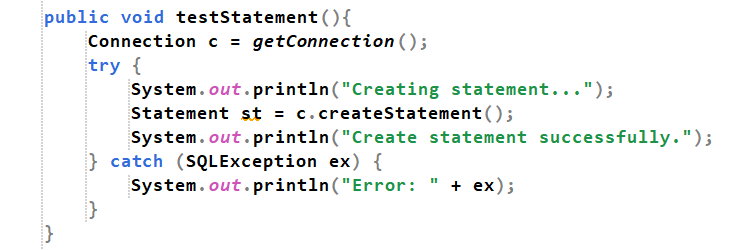 public void testStatement(){
Connection c = getConnection();
try {
System.out.println("Creating statement...");
Statement st = c.createStatement();
System.out.println("Create statement successfully.");
} catch (SQLException ex) {
System.out.println("Error: " + ex);
}
}